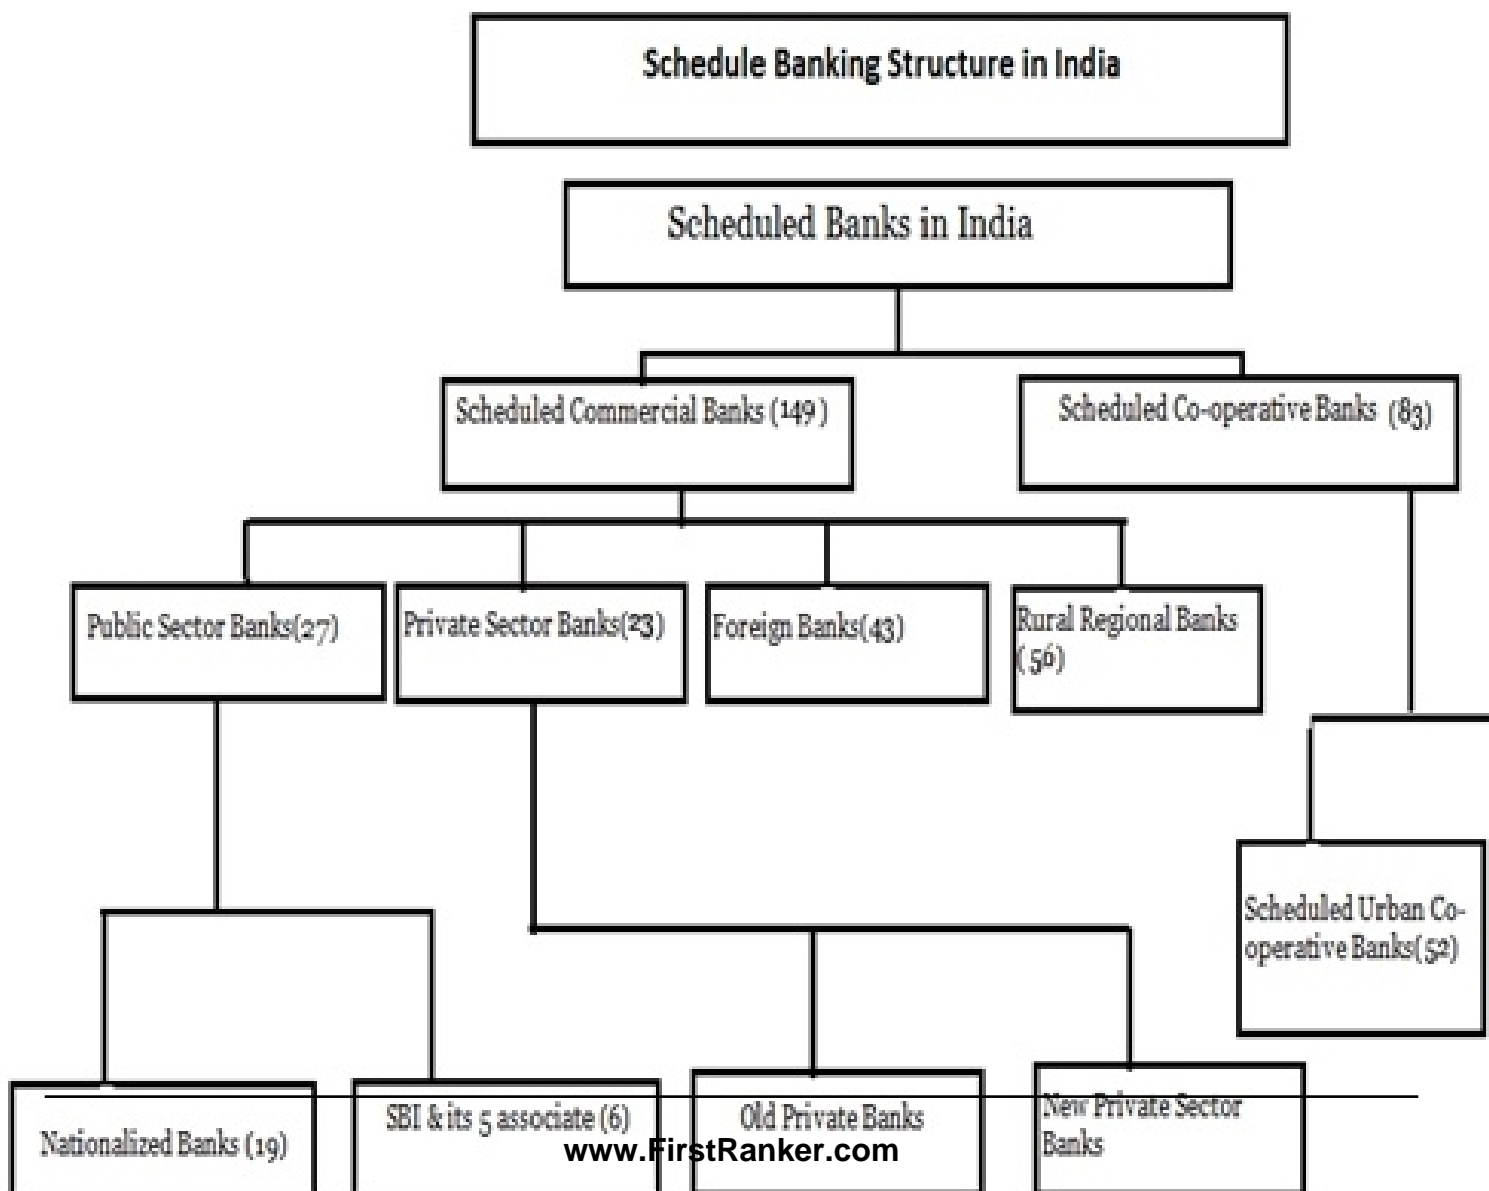 Schedule Banking Structure in India
Scheduled Banks in India
Scheduled Commercial Banks (149)
Scheduled Co-operative Banks (83)
Public Sector Banks(27)
Private Sector Banks(23)
Foreign Banks(43)
Rural Regional Banks
(56)
Scheduled Urban Co-
operative Banks(52)
Nationalized Banks (19)
SBI & its 5 associate (6)
Old Private Banks
New Private Sector
Banks
www.FirstRanker.com